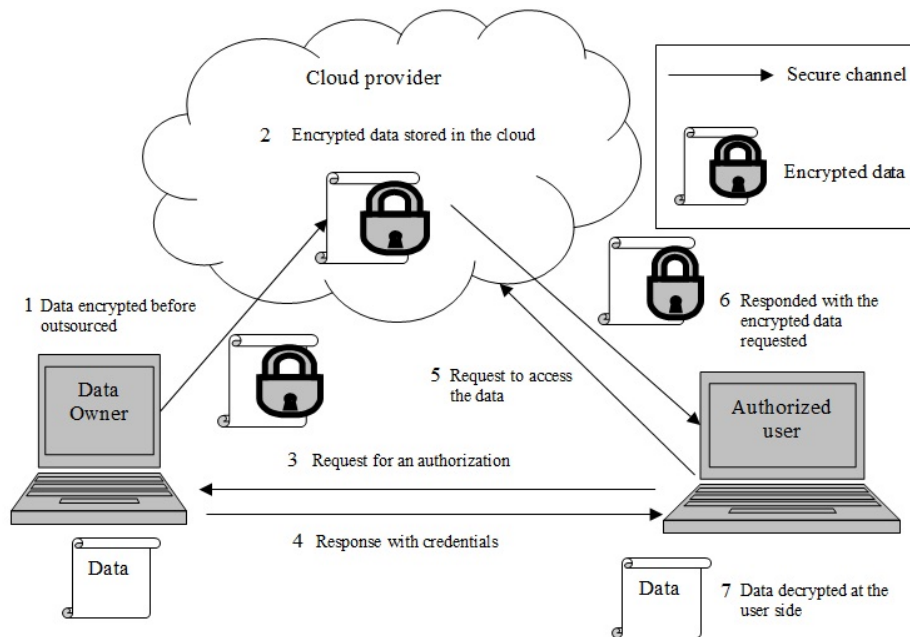 Cloud provider
2 Encrypted data stored in the cloud
Secure channel
Encrypted data
1 Data encrypted before
outsourced
Data
Owner
6 Responded with the
encrypted data
requested
5 Request to access
the data
Authorized
user
3 Request for an authorization
4 Response with credentials
Data
Data
7 Data decrypted at the
user side